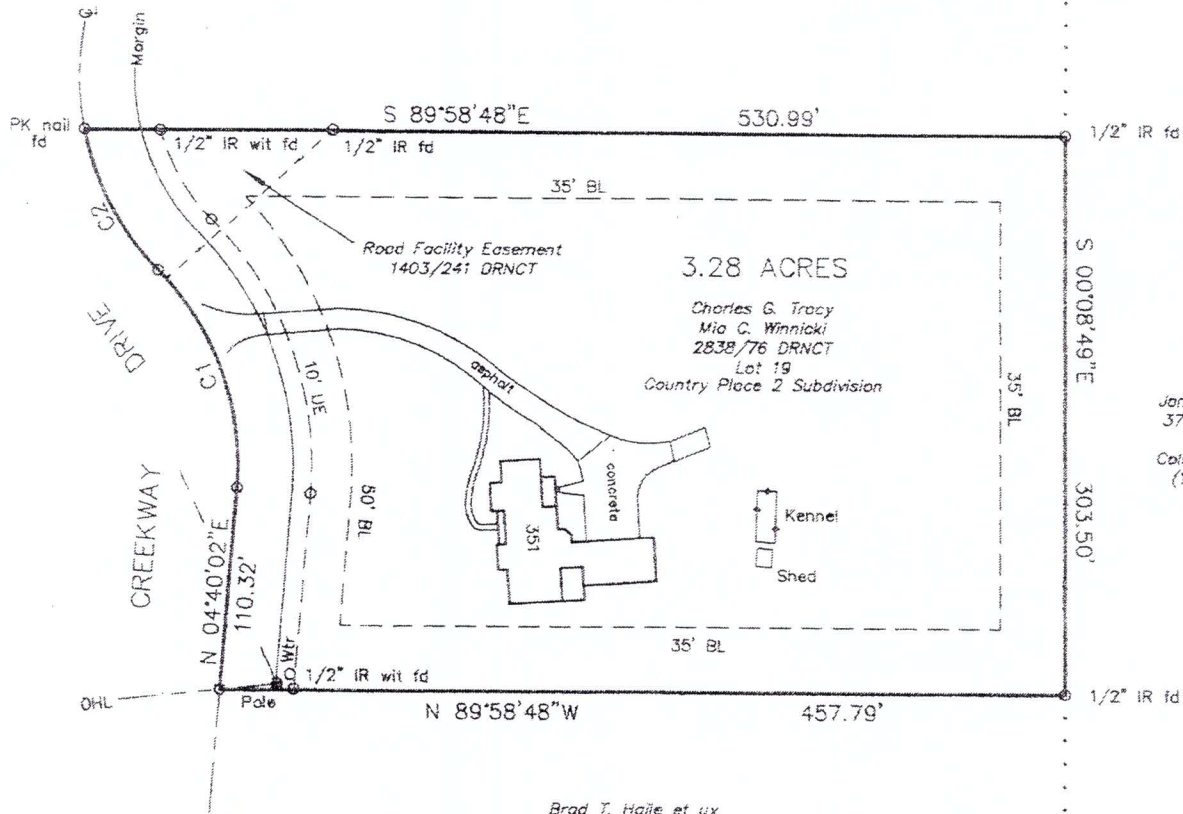 Margin
S 89°58'48"E
530.99'
PK nail
fd
1/2" IR wit fd
1/2" IR fd
1/2" IR fd
35' BL
C2
Road Facility Easement
1403/241 DRNCT
3.28 ACRES
Charles G. Tracy
Mia C. Winnicki
2838/76 DRNCT
Lot 19
Country Place 2 Subdivision
S 00°08'49"E
303.50'
DRIVE
C1
10' UE
asphalt
35' BL
50' BL
concrete
351
Kennel
Shed
CREEKWAY
N 04°40'02"E
110.32'
35' BL
Wtr
1/2" IR wit fd
OHL
Pole
N 89°58'48"W
457.79'
1/2" IR fd
Brad T. Haile et ux